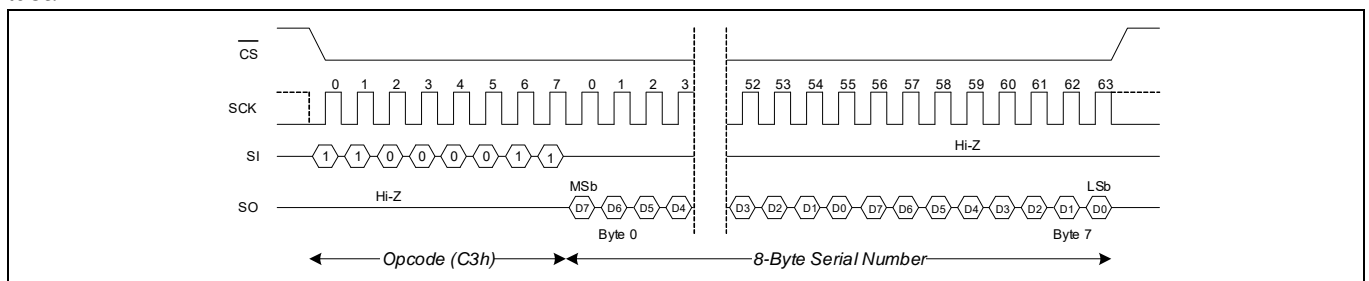 CS
0 1 2 3 4 5 6 7 0 1 2 3 52 53 54 55 56 57 58 59 60 61 62 63
SCK
Hi-Z
SI 1 1 0 0 0 0 1 1
Hi-Z MSb LSb
SO D7 D6 D5 D4 D3 D2 D1 D0 D7 D6 D5 D4 D3 D2 D1 D0
Byte 0 Byte 7
Opcode (C3h) 8-Byte Serial Number